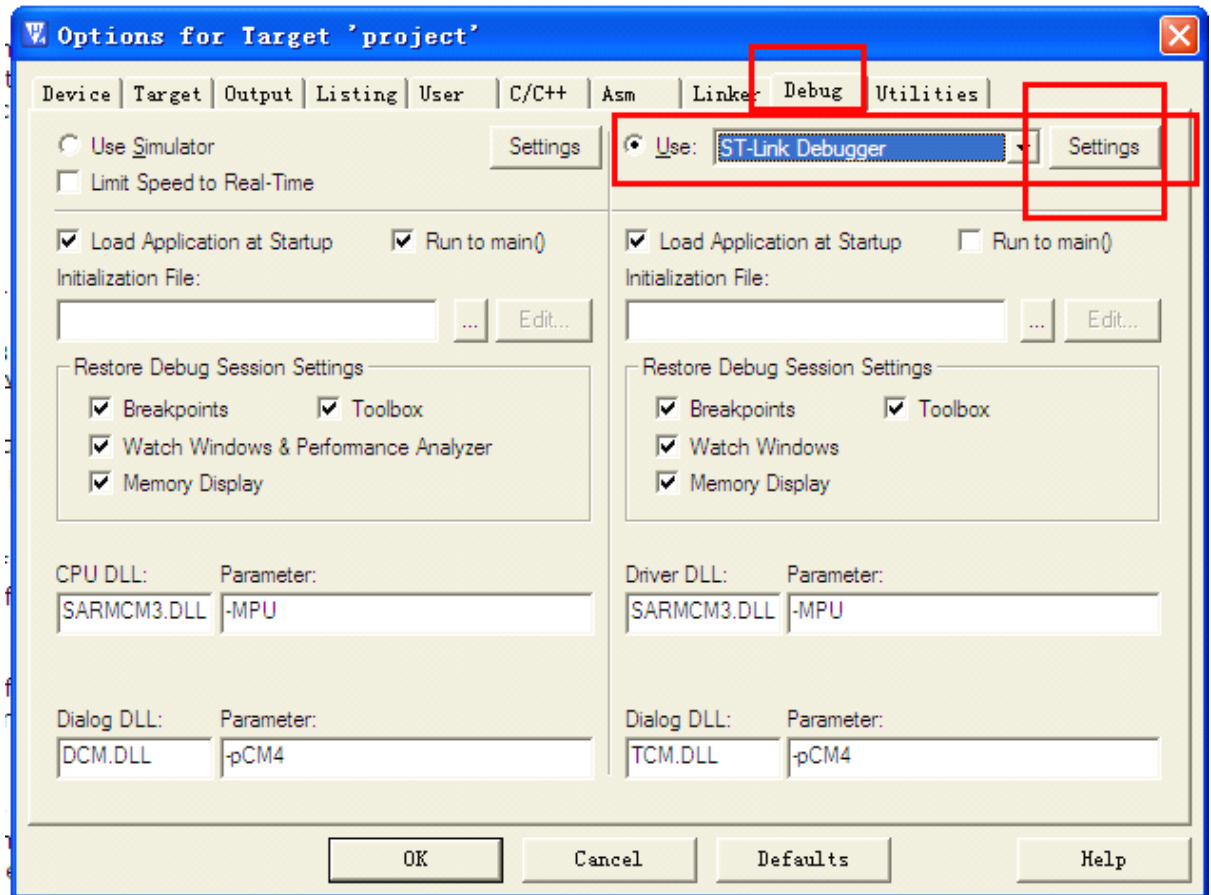 Options for Target 'project'
Device Target Output Listing User C/C++ Asm Linker Debug Utilities
Use Simulator Settings Use: ST-Link Debugger Settings
Limit Speed to Real-Time
Load Application at Startup Run to main() Load Application at Startup Run to main()
Initialization File: Initialization File:
... Edit... ... Edit...
Restore Debug Session Settings Restore Debug Session Settings
Breakpoints Toolbox Breakpoints Toolbox
Watch Windows & Performance Analyzer Watch Windows
Memory Display Memory Display
CPU DLL: Parameter: Driver DLL: Parameter:
SARMCM3.DLL -MPU SARMCM3.DLL -MPU
Dialog DLL: Parameter: Dialog DLL: Parameter:
DCM.DLL -pCM4 TCM.DLL -pCM4
OK Cancel Defaults Help